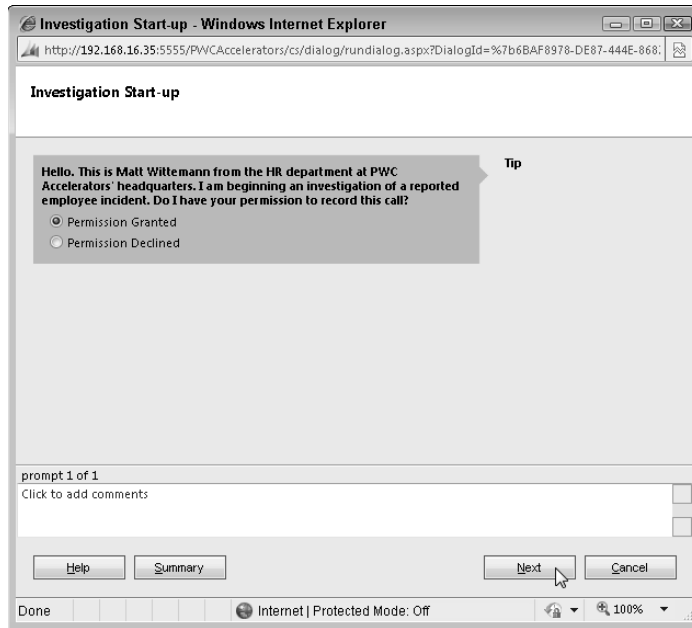 Investigation Start-up - Windows Internet Explorer
http://192.168.16.35:5555/PWCAccelerators/cs/dialog/rundialog.aspx?DialogId=%7b6BAF8978-DE87-444E-868
Investigation Start-up
Hello. This is Matt Wittemann from the HR department at PWC
Accelerators' headquarters. I am beginning an investigation of a reported
employee incident. Do I have your permission to record this call?
Permission Granted
Permission Declined
Tip
prompt 1 of 1
Click to add comments
Help Summary Next Cancel
Done Internet | Protected Mode: Off 100%